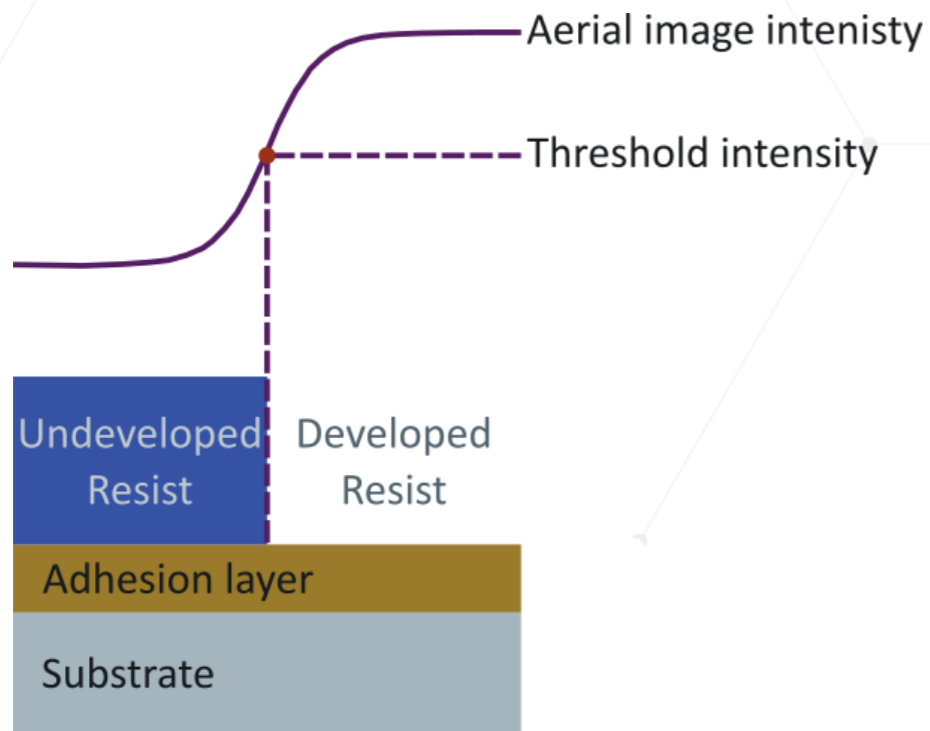 Aerial image intenisty
Threshold intensity
Undeveloped
Resist
Developed
Resist
Adhesion layer
Substrate